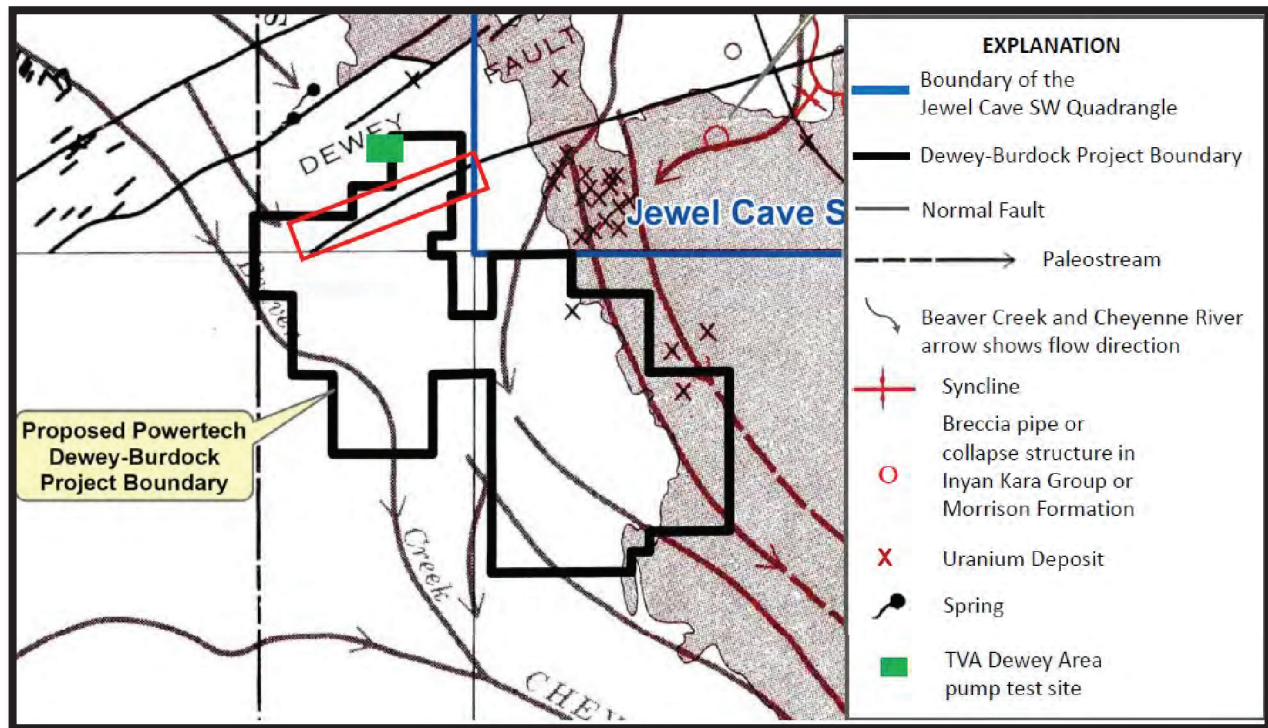 FAULT
DEWEY
Jewel Cave S
Beaver
Proposed Powertech
Dewey-Burdock
Project Boundary
Creek
CHEY
EXPLANATION
Boundary of the
Jewel Cave SW Quadrangle
Dewey-Burdock Project Boundary
Normal Fault
Paleostream
Beaver Creek and Cheyenne River
arrow shows flow direction
Syncline
Breccia pipe or
collapse structure in
Inyan Kara Group or
Morrison Formation
Uranium Deposit
Spring
TVA Dewey Area
pump test site